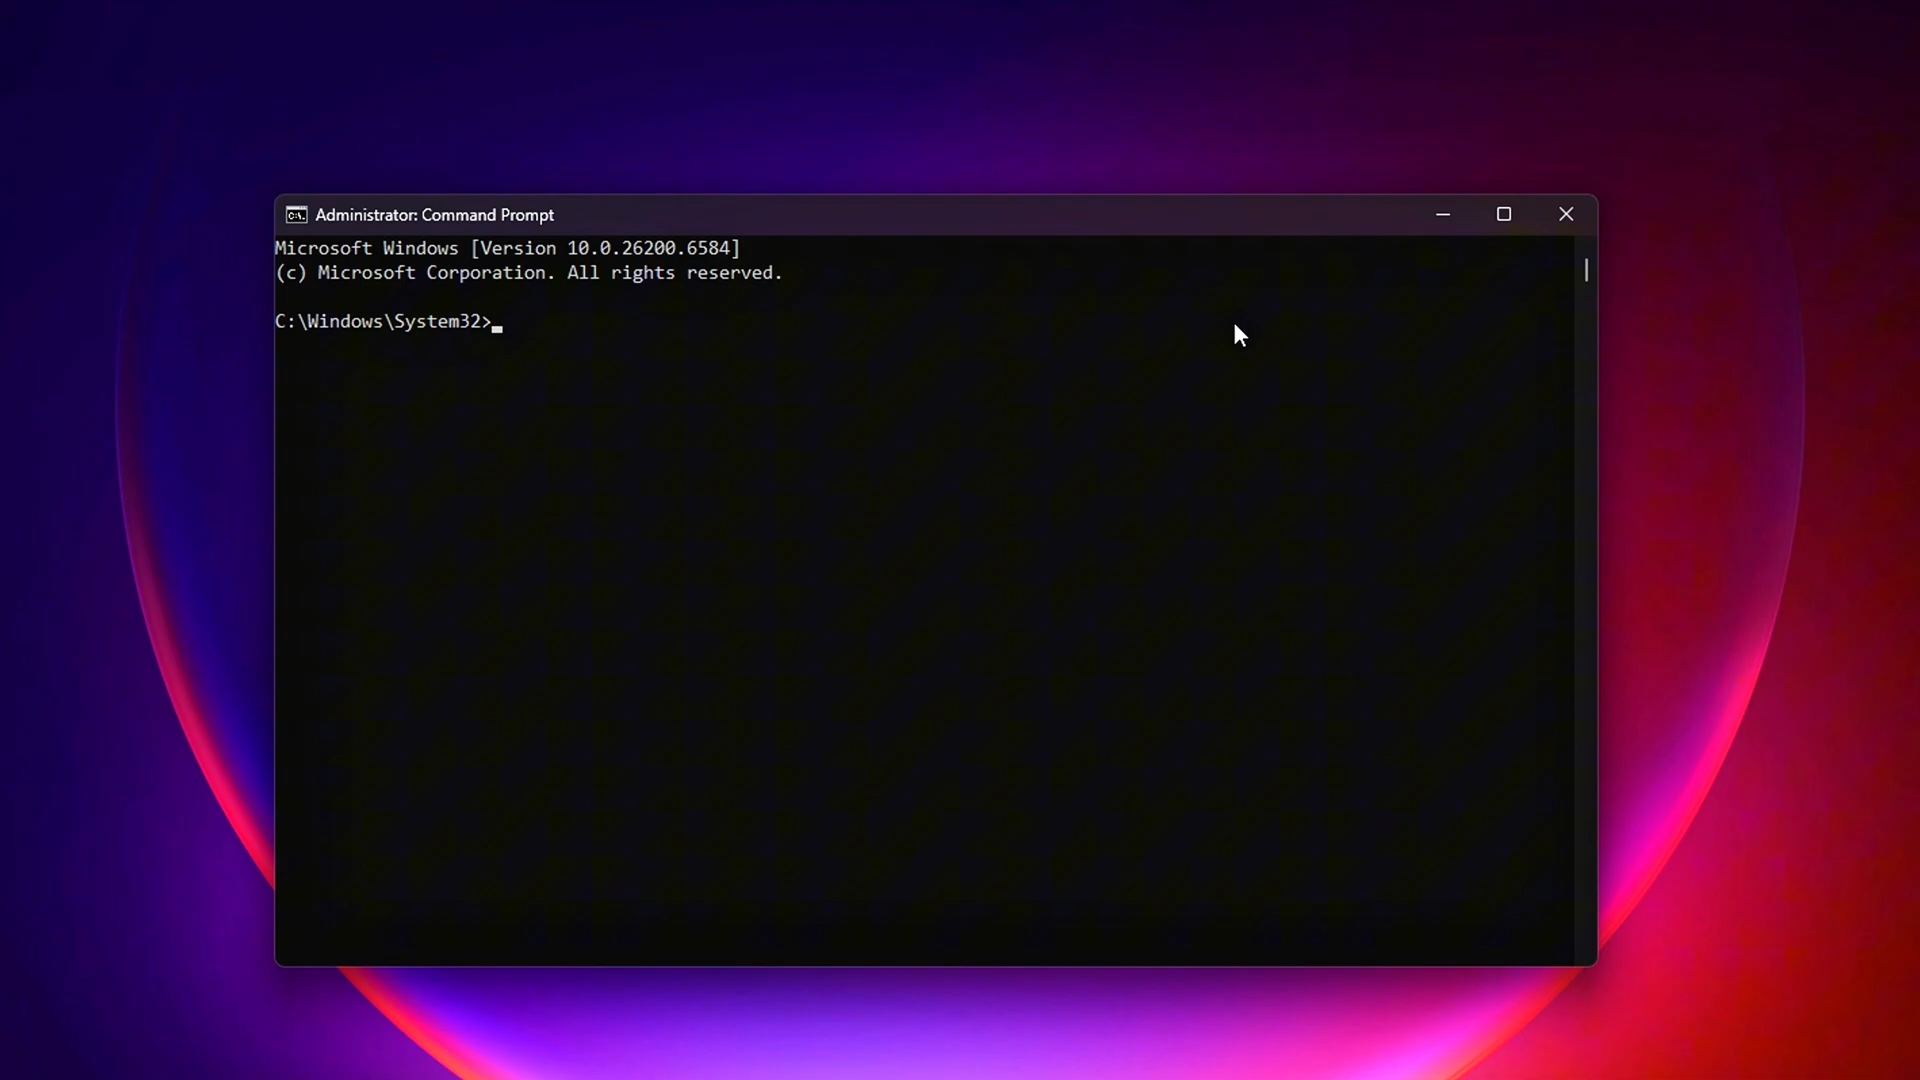 Administrator: Command Prompt
Microsoft Windows [Version 10.0.26200.6584]
(c) Microsoft Corporation. All rights reserved.
C:\Windows\System32>